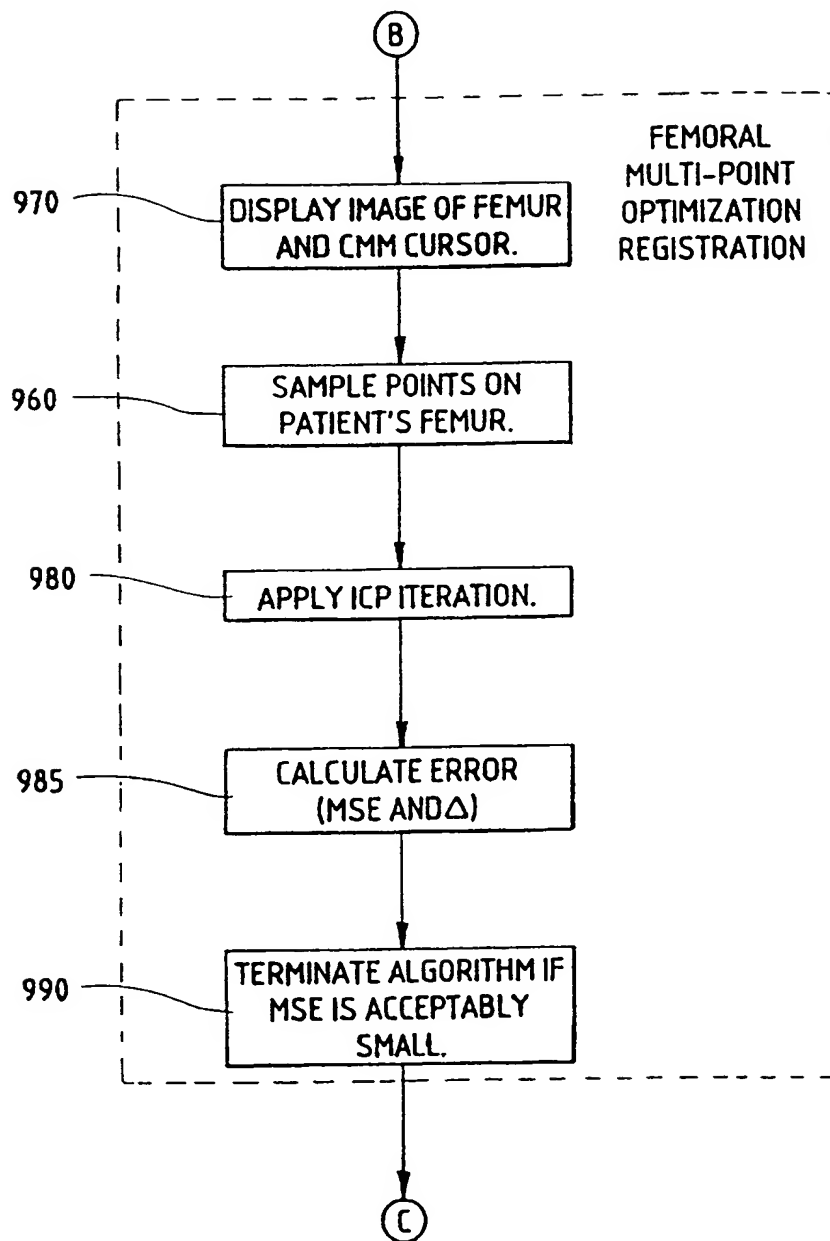 B
FEMORAL
MULTI-POINT
OPTIMIZATION
REGISTRATION
970
DISPLAY IMAGE OF FEMUR
AND CMM CURSOR.
960
SAMPLE POINTS ON
PATIENT'S FEMUR.
980
APPLY ICP ITERATION.
985
CALCULATE ERROR
(MSE AND Δ)
990
TERMINATE ALGORITHM IF
MSE IS ACCEPTABLY
SMALL.
C